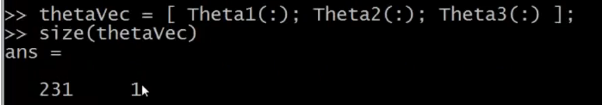 >> thetaVec = [ Theta1(:); Theta2(:); Theta3(:) ];
>> size(thetaVec)
ans =
231 1